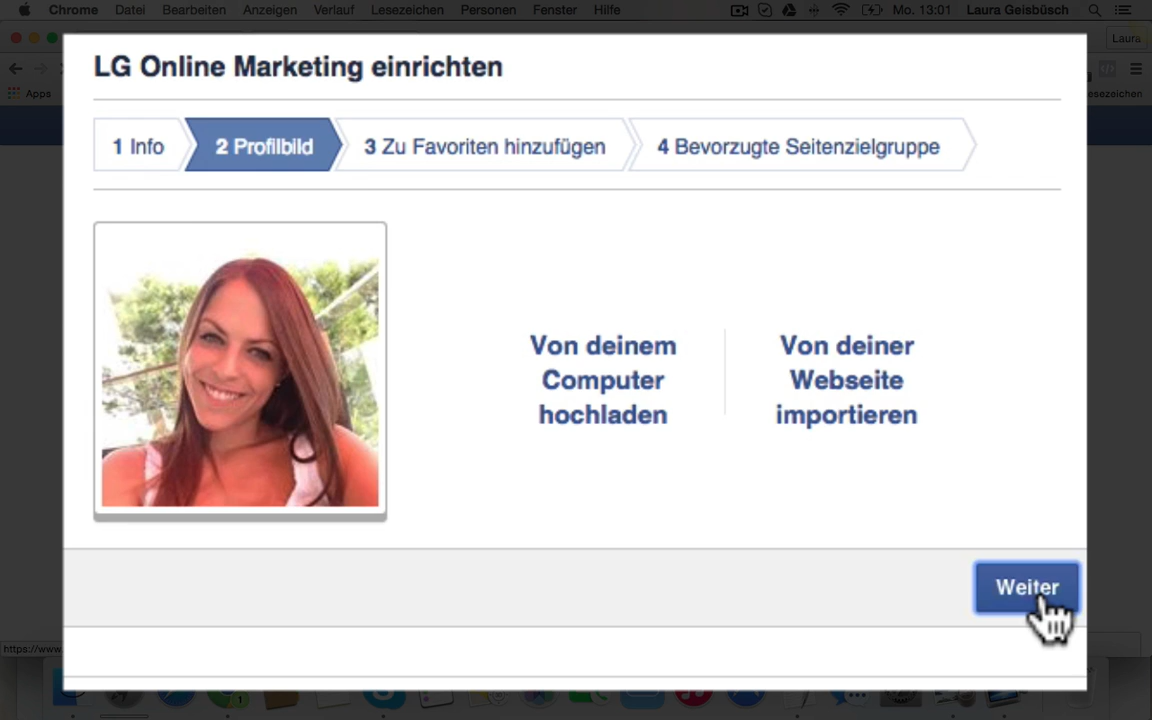 Chrome Datei Bearbeiten Anzeigen Verlauf Lesezeichen Personen Fenster Hilfe Mo. 13:01 Laura Geisbüsch
Laura
Apps
esezeichen
LG Online Marketing einrichten
1 Info 2 Profilbild 3 Zu Favoriten hinzufügen 4 Bevorzugte Seitenzielgruppe
Von deinem
Computer
hochladen
Von deiner
Webseite
importieren
Weiter
https://www.